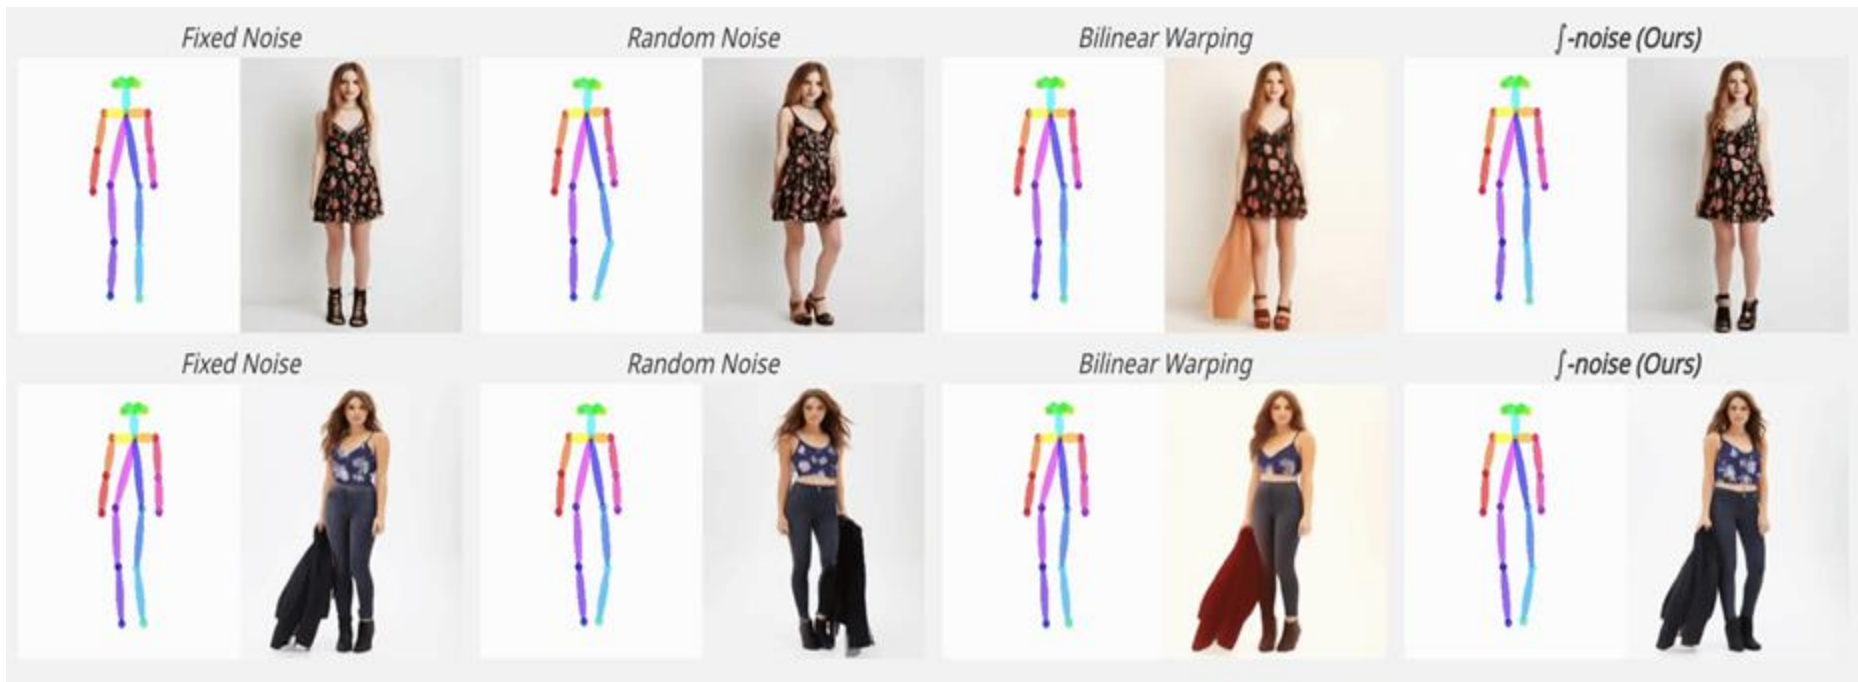 Fixed Noise
Random Noise
Bilinear Warping
∫-noise (Ours)
Fixed Noise
Random Noise
Bilinear Warping
∫-noise (Ours)